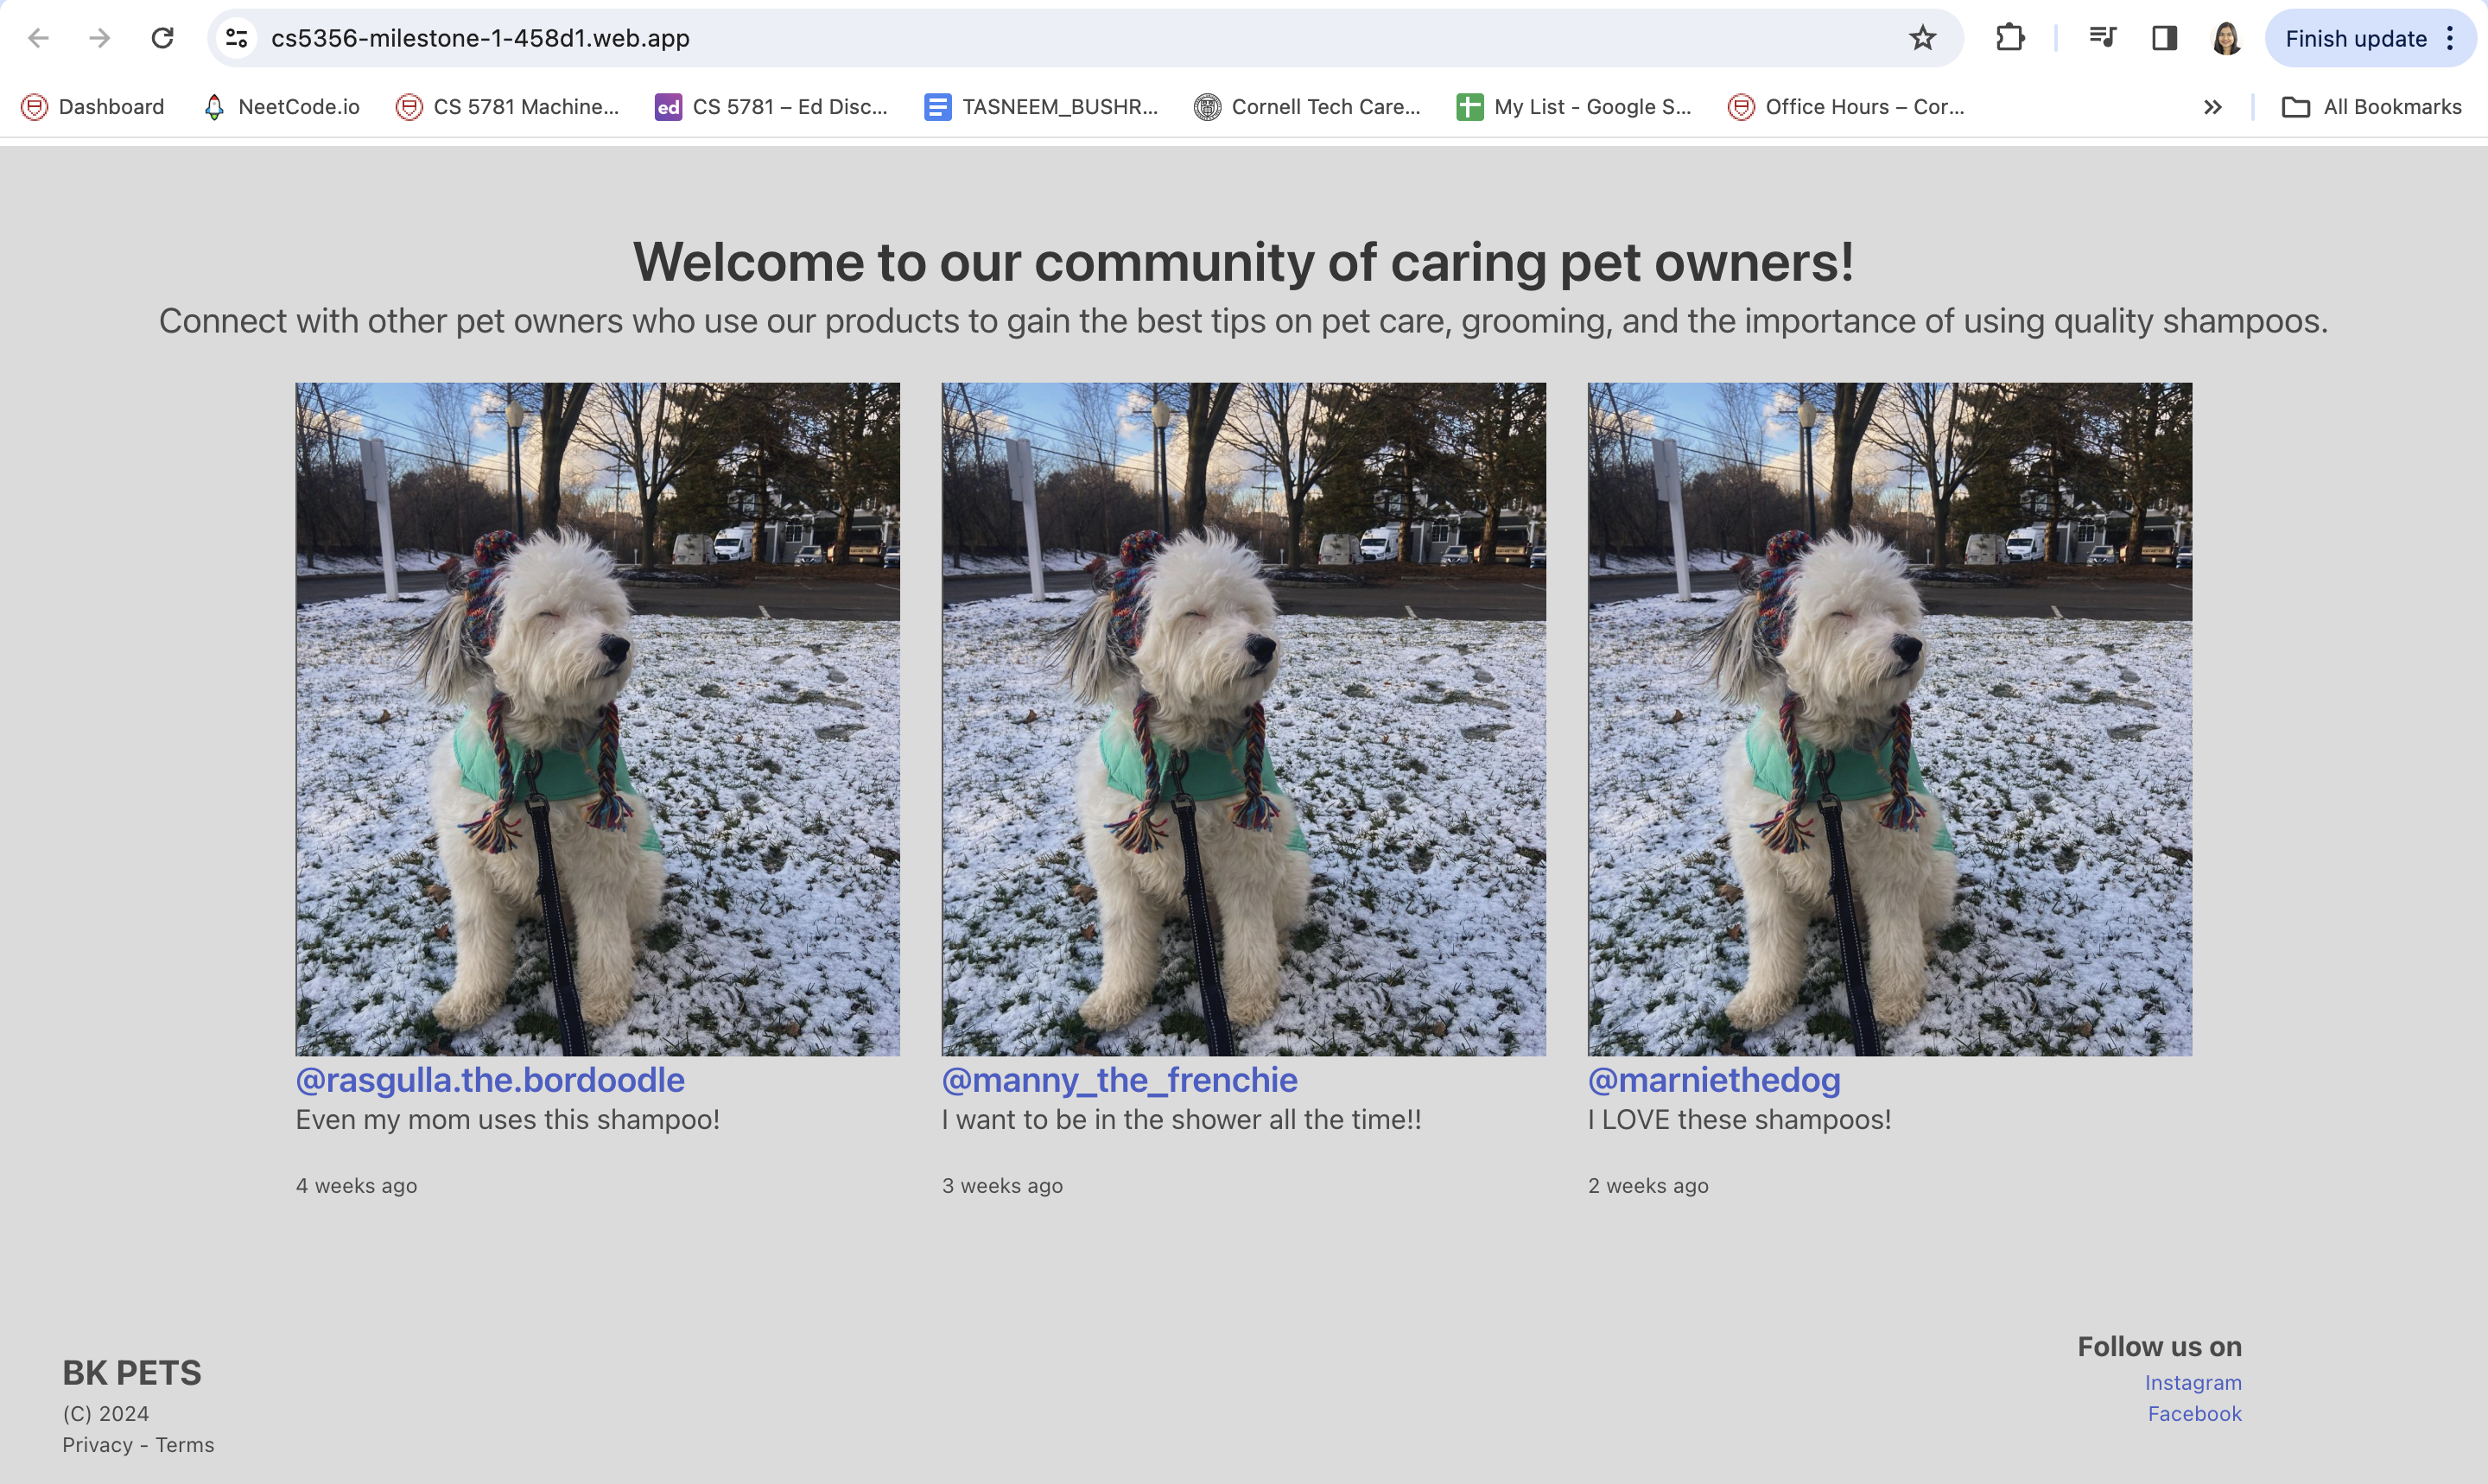 cs5356-milestone-1-458d1.web.app
Finish update
Dashboard
NeetCode.io
CS 5781 Machine...
ed
CS 5781 – Ed Disc...
TASNEEM_BUSHR...
Cornell Tech Care...
My List - Google S...
Office Hours – Cor...
All Bookmarks
Welcome to our community of caring pet owners!
Connect with other pet owners who use our products to gain the best tips on pet care, grooming, and the importance of using quality shampoos.
@rasgulla.the.bordoodle
Even my mom uses this shampoo!
4 weeks ago
@manny_the_frenchie
I want to be in the shower all the time!!
3 weeks ago
@marniethedog
I LOVE these shampoos!
2 weeks ago
BK PETS
(C) 2024
Privacy - Terms
Follow us on
Instagram
Facebook